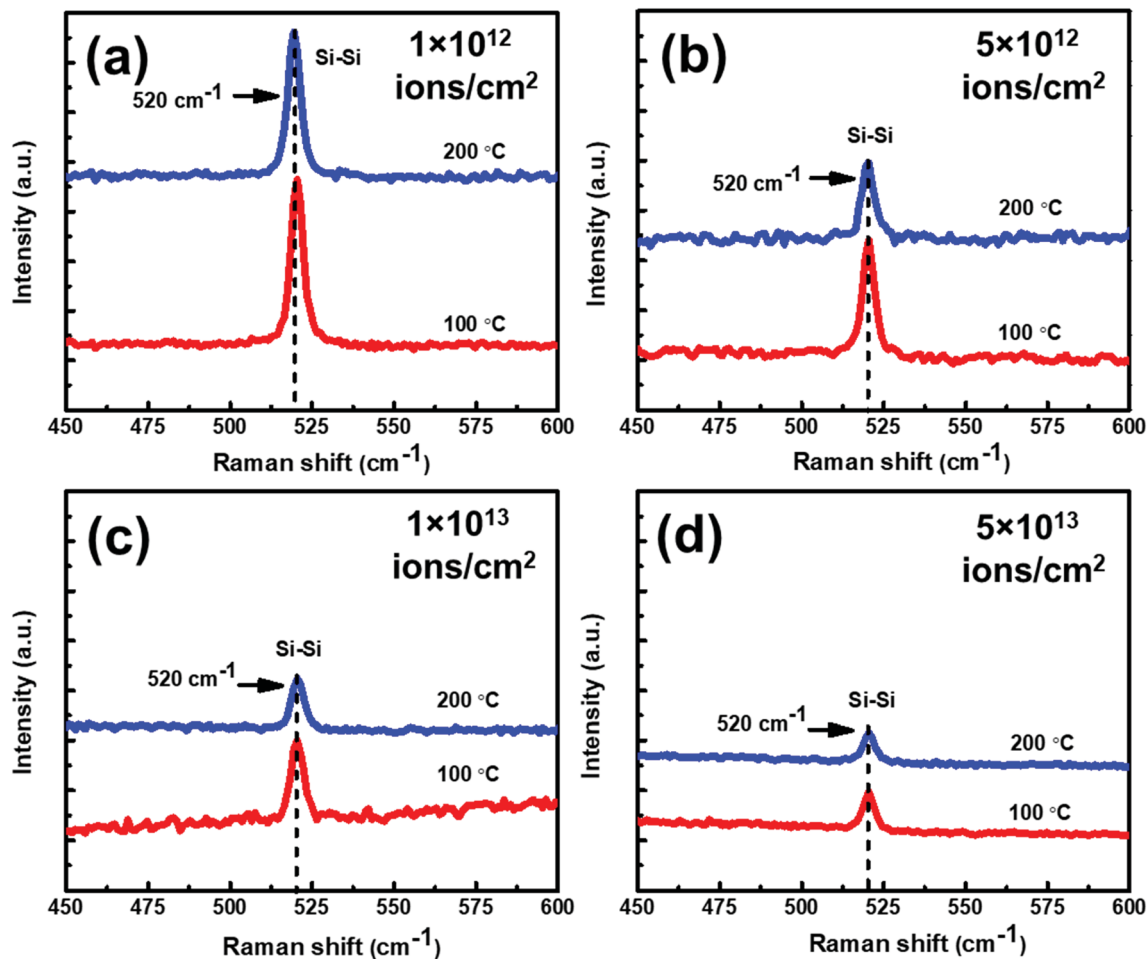 (a)
Si-Si
1×10¹²
ions/cm²
520 cm⁻¹
200 °C
100 °C
Intensity (a.u.)
450 475 500 525 550 575 600
Raman shift (cm⁻¹)
(b)
5×10¹²
ions/cm²
Si-Si
520 cm⁻¹
200 °C
100 °C
Intensity (a.u.)
450 475 500 525 550 575 600
Raman shift (cm⁻¹)
(c)
1×10¹³
ions/cm²
Si-Si
520 cm⁻¹
200 °C
100 °C
Intensity (a.u.)
450 475 500 525 550 575 600
Raman shift (cm⁻¹)
(d)
5×10¹³
ions/cm²
Si-Si
520 cm⁻¹
200 °C
100 °C
Intensity (a.u.)
450 475 500 525 550 575 600
Raman shift (cm⁻¹)